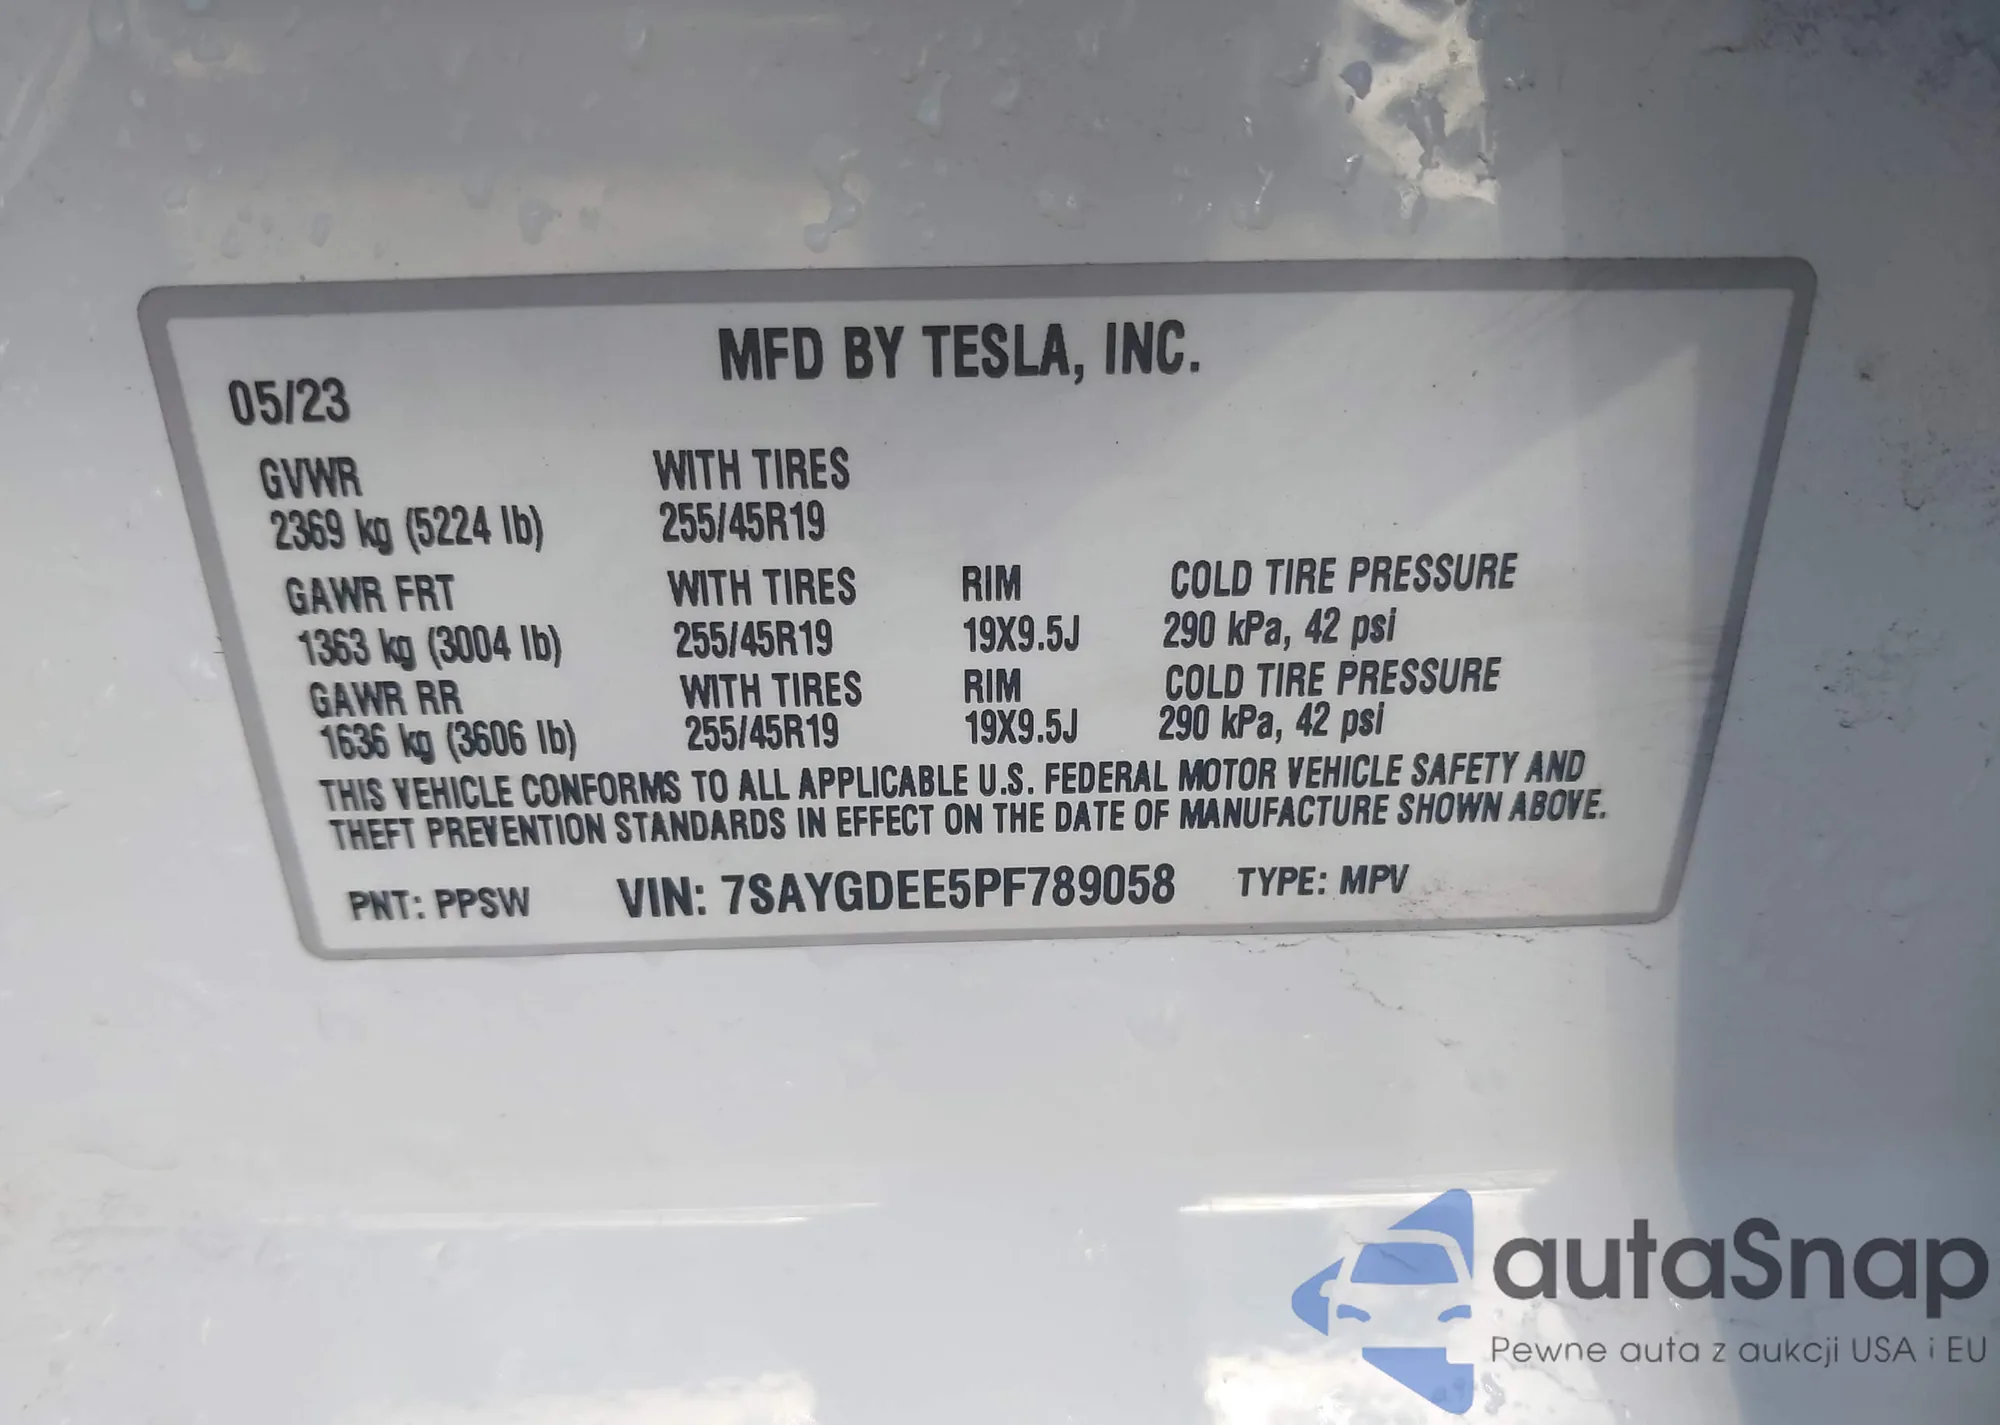 MFD BY TESLA, INC.
05/23
GVWR WITH TIRES
2369 kg (5224 lb) 255/45R19
GAWR FRT WITH TIRES RIM COLD TIRE PRESSURE
1363 kg (3004 lb) 255/45R19 19X9.5J 290 kPa, 42 psi
GAWR RR WITH TIRES RIM COLD TIRE PRESSURE
1636 kg (3606 lb) 255/45R19 19X9.5J 290 kPa, 42 psi
THIS VEHICLE CONFORMS TO ALL APPLICABLE U.S. FEDERAL MOTOR VEHICLE SAFETY AND
THEFT PREVENTION STANDARDS IN EFFECT ON THE DATE OF MANUFACTURE SHOWN ABOVE.
PNT: PPSW VIN: 7SAYGDEE5PF789058 TYPE: MPV
autaSnap
Pewne auta z aukcji USA i EU